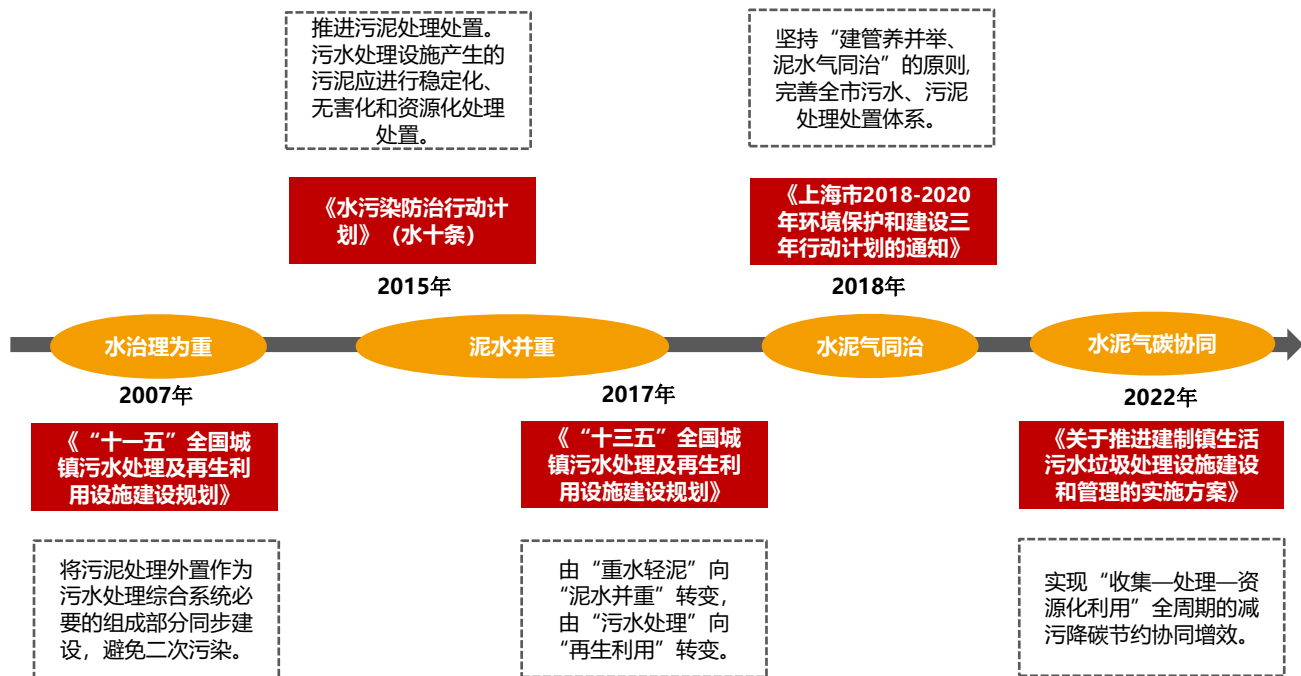 推进污泥处理处置。
污水处理设施产生的
污泥应进行稳定化、
无害化和资源化处理
处置。
坚持“建管养并举、
泥水气同治”的原则,
完善全市污水、污泥
处理处置体系。
《水污染防治行动计
划》（水十条）
《上海市2018-2020
年环境保护和建设三
年行动计划的通知》
2015年
2018年
水治理为重
泥水并重
水泥气同治
水泥气碳协同
2007年
2017年
2022年
《“十一五”全国城
镇污水处理及再生利
用设施建设规划》
《“十三五”全国城
镇污水处理及再生利
用设施建设规划》
《关于推进建制镇生活
污水垃圾处理设施建设
和管理的实施方案》
将污泥处理外置作为
污水处理综合系统必
要的组成部分同步建
设，避免二次污染。
由“重水轻泥”向
“泥水并重”转变，
由“污水处理”向
“再生利用”转变。
实现“收集—处理—资
源化利用”全周期的减
污降碳节约协同增效。